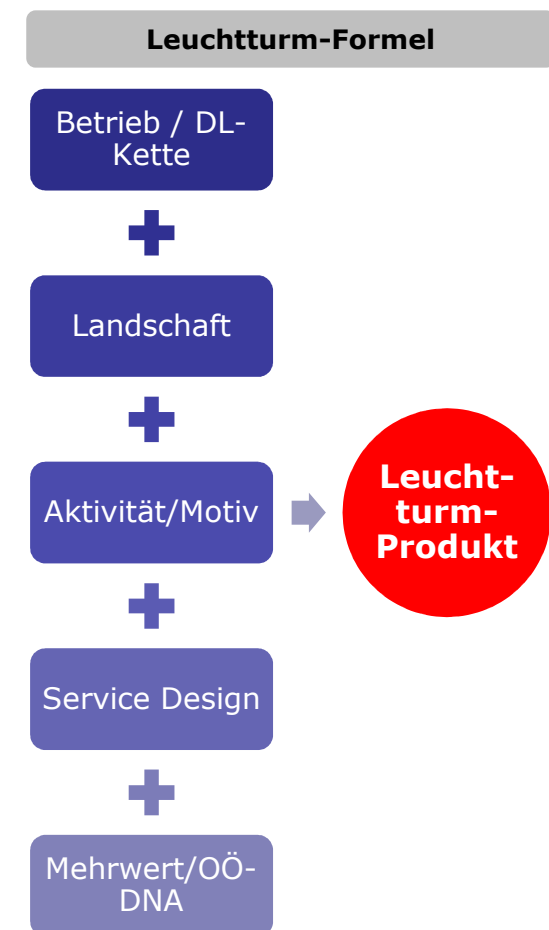 Leuchtturm-Formel
Betrieb / DL-
Kette
Landschaft
Aktivität/Motiv
Leucht-
turm-
Produkt
Service Design
Mehrwert/OÖ-
DNA